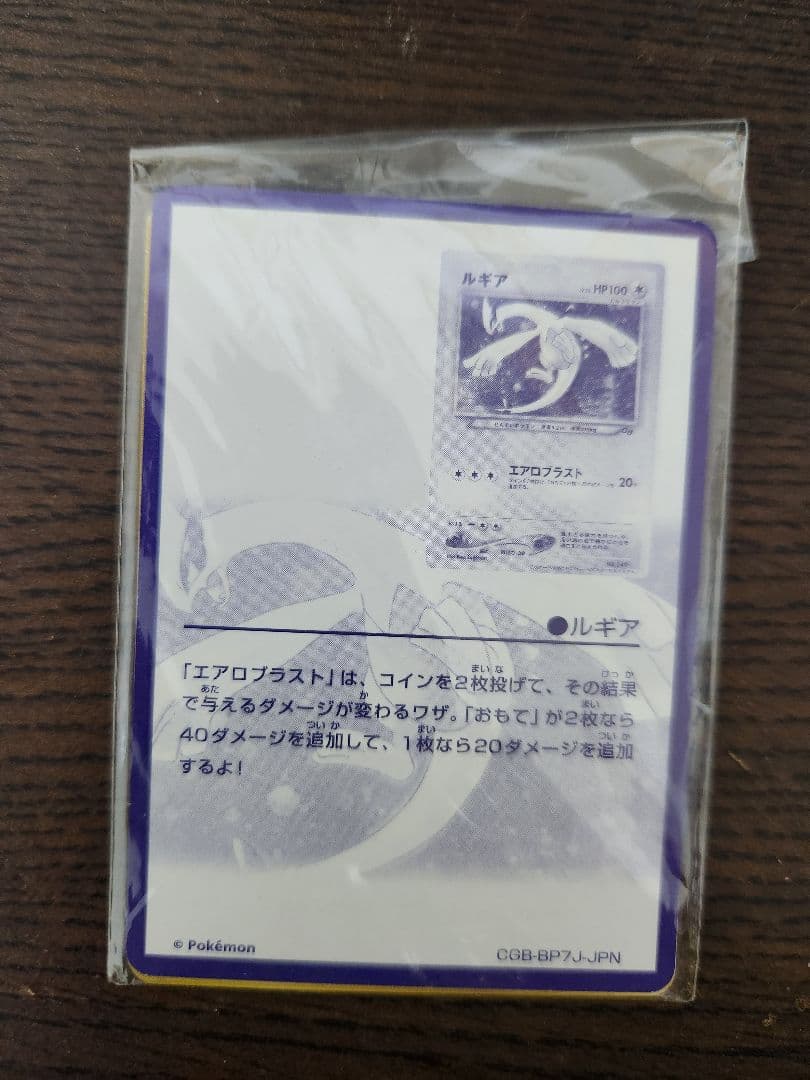 ルギア
HP100
エアロブラスト
20
●ルギア
「エアロブラスト」は、コインを2枚投げて、その結果
で与えるダメージが変わるワザ。「おもて」が2枚なら
40ダメージを追加して、1枚なら20ダメージを追加
するよ!
© Pokémon
CGB-BP7J-JPN